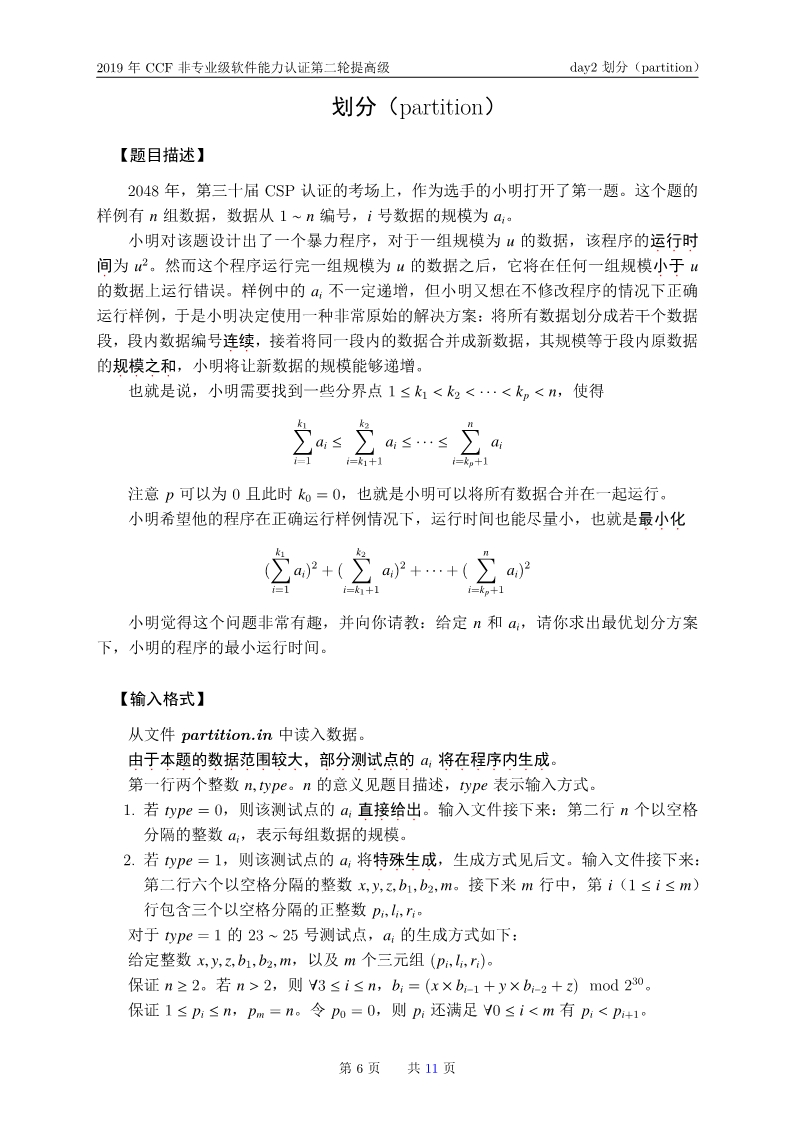 2019 年 CCF 非专业级软件能力认证第二轮提高级 day2 划分（partition）
划分（partition）
【题目描述】
2048 年，第三十届 CSP 认证的考场上，作为选手的小明打开了第一题。这个题的
样例有 n 组数据，数据从 1 ∼ n 编号，i 号数据的规模为 a_i。
小明对该题设计出了一个暴力程序，对于一组规模为 u 的数据，该程序的运行时
间为 u²。然而这个程序运行完一组规模为 u 的数据之后，它将在任何一组规模小于 u
的数据上运行错误。样例中的 a_i 不一定递增，但小明又想在不修改程序的情况下正确
运行样例，于是小明决定使用一种非常原始的解决方案：将所有数据划分成若干个数据
段，段内数据编号连续，接着将同一段内的数据合并成新数据，其规模等于段内原数据
的规模之和，小明将让新数据的规模能够递增。
也就是说，小明需要找到一些分界点 1 ≤ k_1 < k_2 < ··· < k_p < n，使得
∑_{i=1}^{k_1} a_i ≤ ∑_{i=k_1+1}^{k_2} a_i ≤ ··· ≤ ∑_{i=k_p+1}^{n} a_i
注意 p 可以为 0 且此时 k_0 = 0，也就是小明可以将所有数据合并在一起运行。
小明希望他的程序在正确运行样例情况下，运行时间也能尽量小，也就是最小化
(∑_{i=1}^{k_1} a_i)² + (∑_{i=k_1+1}^{k_2} a_i)² + ··· + (∑_{i=k_p+1}^{n} a_i)²
小明觉得这个问题非常有趣，并向你请教：给定 n 和 a_i，请你求出最优划分方案
下，小明的程序的最小运行时间。
【输入格式】
从文件 partition.in 中读入数据。
由于本题的数据范围较大，部分测试点的 a_i 将在程序内生成。
第一行两个整数 n, type。n 的意义见题目描述，type 表示输入方式。
1. 若 type = 0，则该测试点的 a_i 直接给出。输入文件接下来：第二行 n 个以空格
分隔的整数 a_i，表示每组数据的规模。
2. 若 type = 1，则该测试点的 a_i 将特殊生成，生成方式见后文。输入文件接下来：
第二行六个以空格分隔的整数 x, y, z, b_1, b_2, m。接下来 m 行中，第 i（1 ≤ i ≤ m）
行包含三个以空格分隔的正整数 p_i, l_i, r_i。
对于 type = 1 的 23 ∼ 25 号测试点，a_i 的生成方式如下：
给定整数 x, y, z, b_1, b_2, m，以及 m 个三元组 (p_i, l_i, r_i)。
保证 n ≥ 2。若 n > 2，则 ∀3 ≤ i ≤ n，b_i = (x × b_{i−1} + y × b_{i−2} + z) mod 2^{30}。
保证 1 ≤ p_i ≤ n，p_m = n。令 p_0 = 0，则 p_i 还满足 ∀0 ≤ i < m 有 p_i < p_{i+1}。
第 6 页 共 11 页